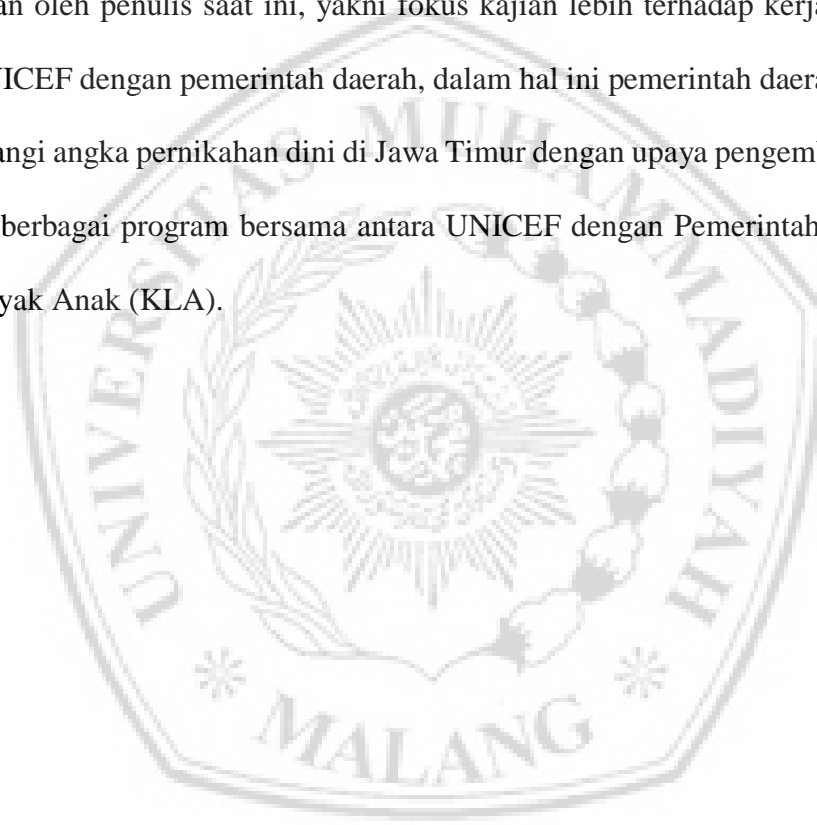 an oleh penulis saat ini, yakni fokus kajian lebih terhadap kerja
ICEF dengan pemerintah daerah, dalam hal ini pemerintah daera
angi angka pernikahan dini di Jawa Timur dengan upaya pengemb
berbagai program bersama antara UNICEF dengan Pemerintah
yak Anak (KLA).
UNIVERSITAS MUHAMMADIYAH
MALANG